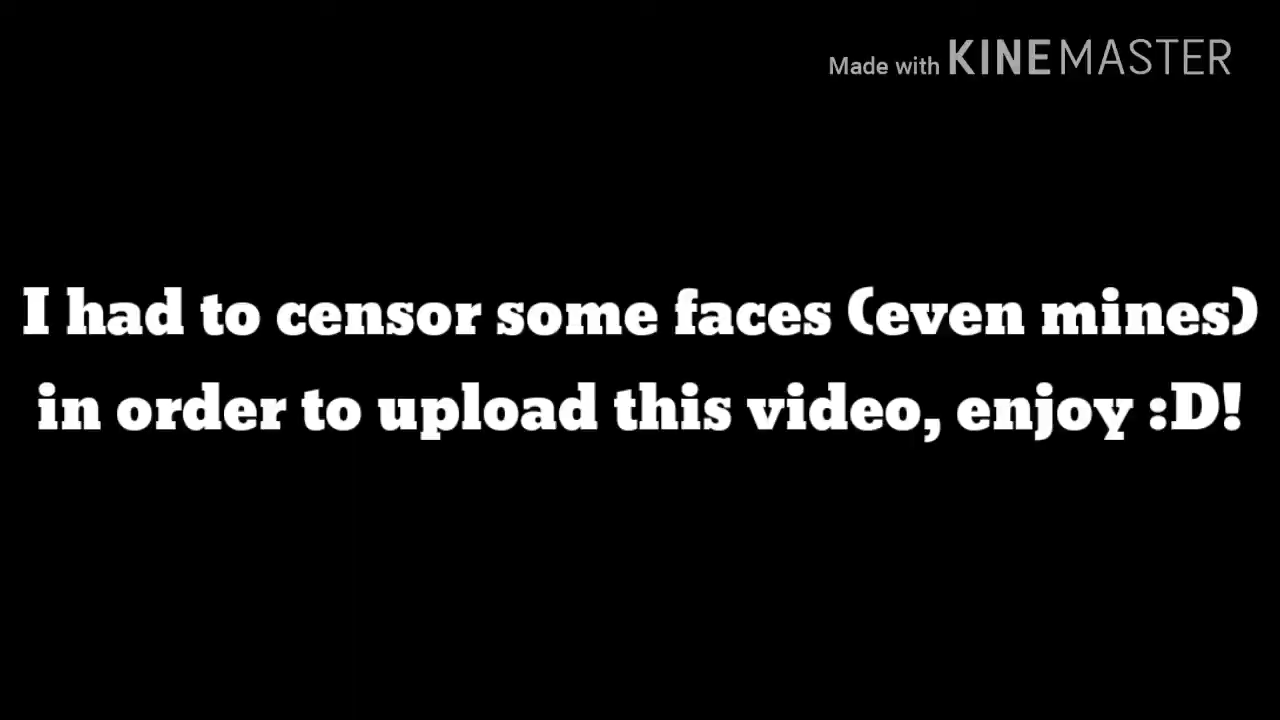 Made with KINEMASTER
I had to censor some faces (even mines)
in order to upload this video, enjoy :D!